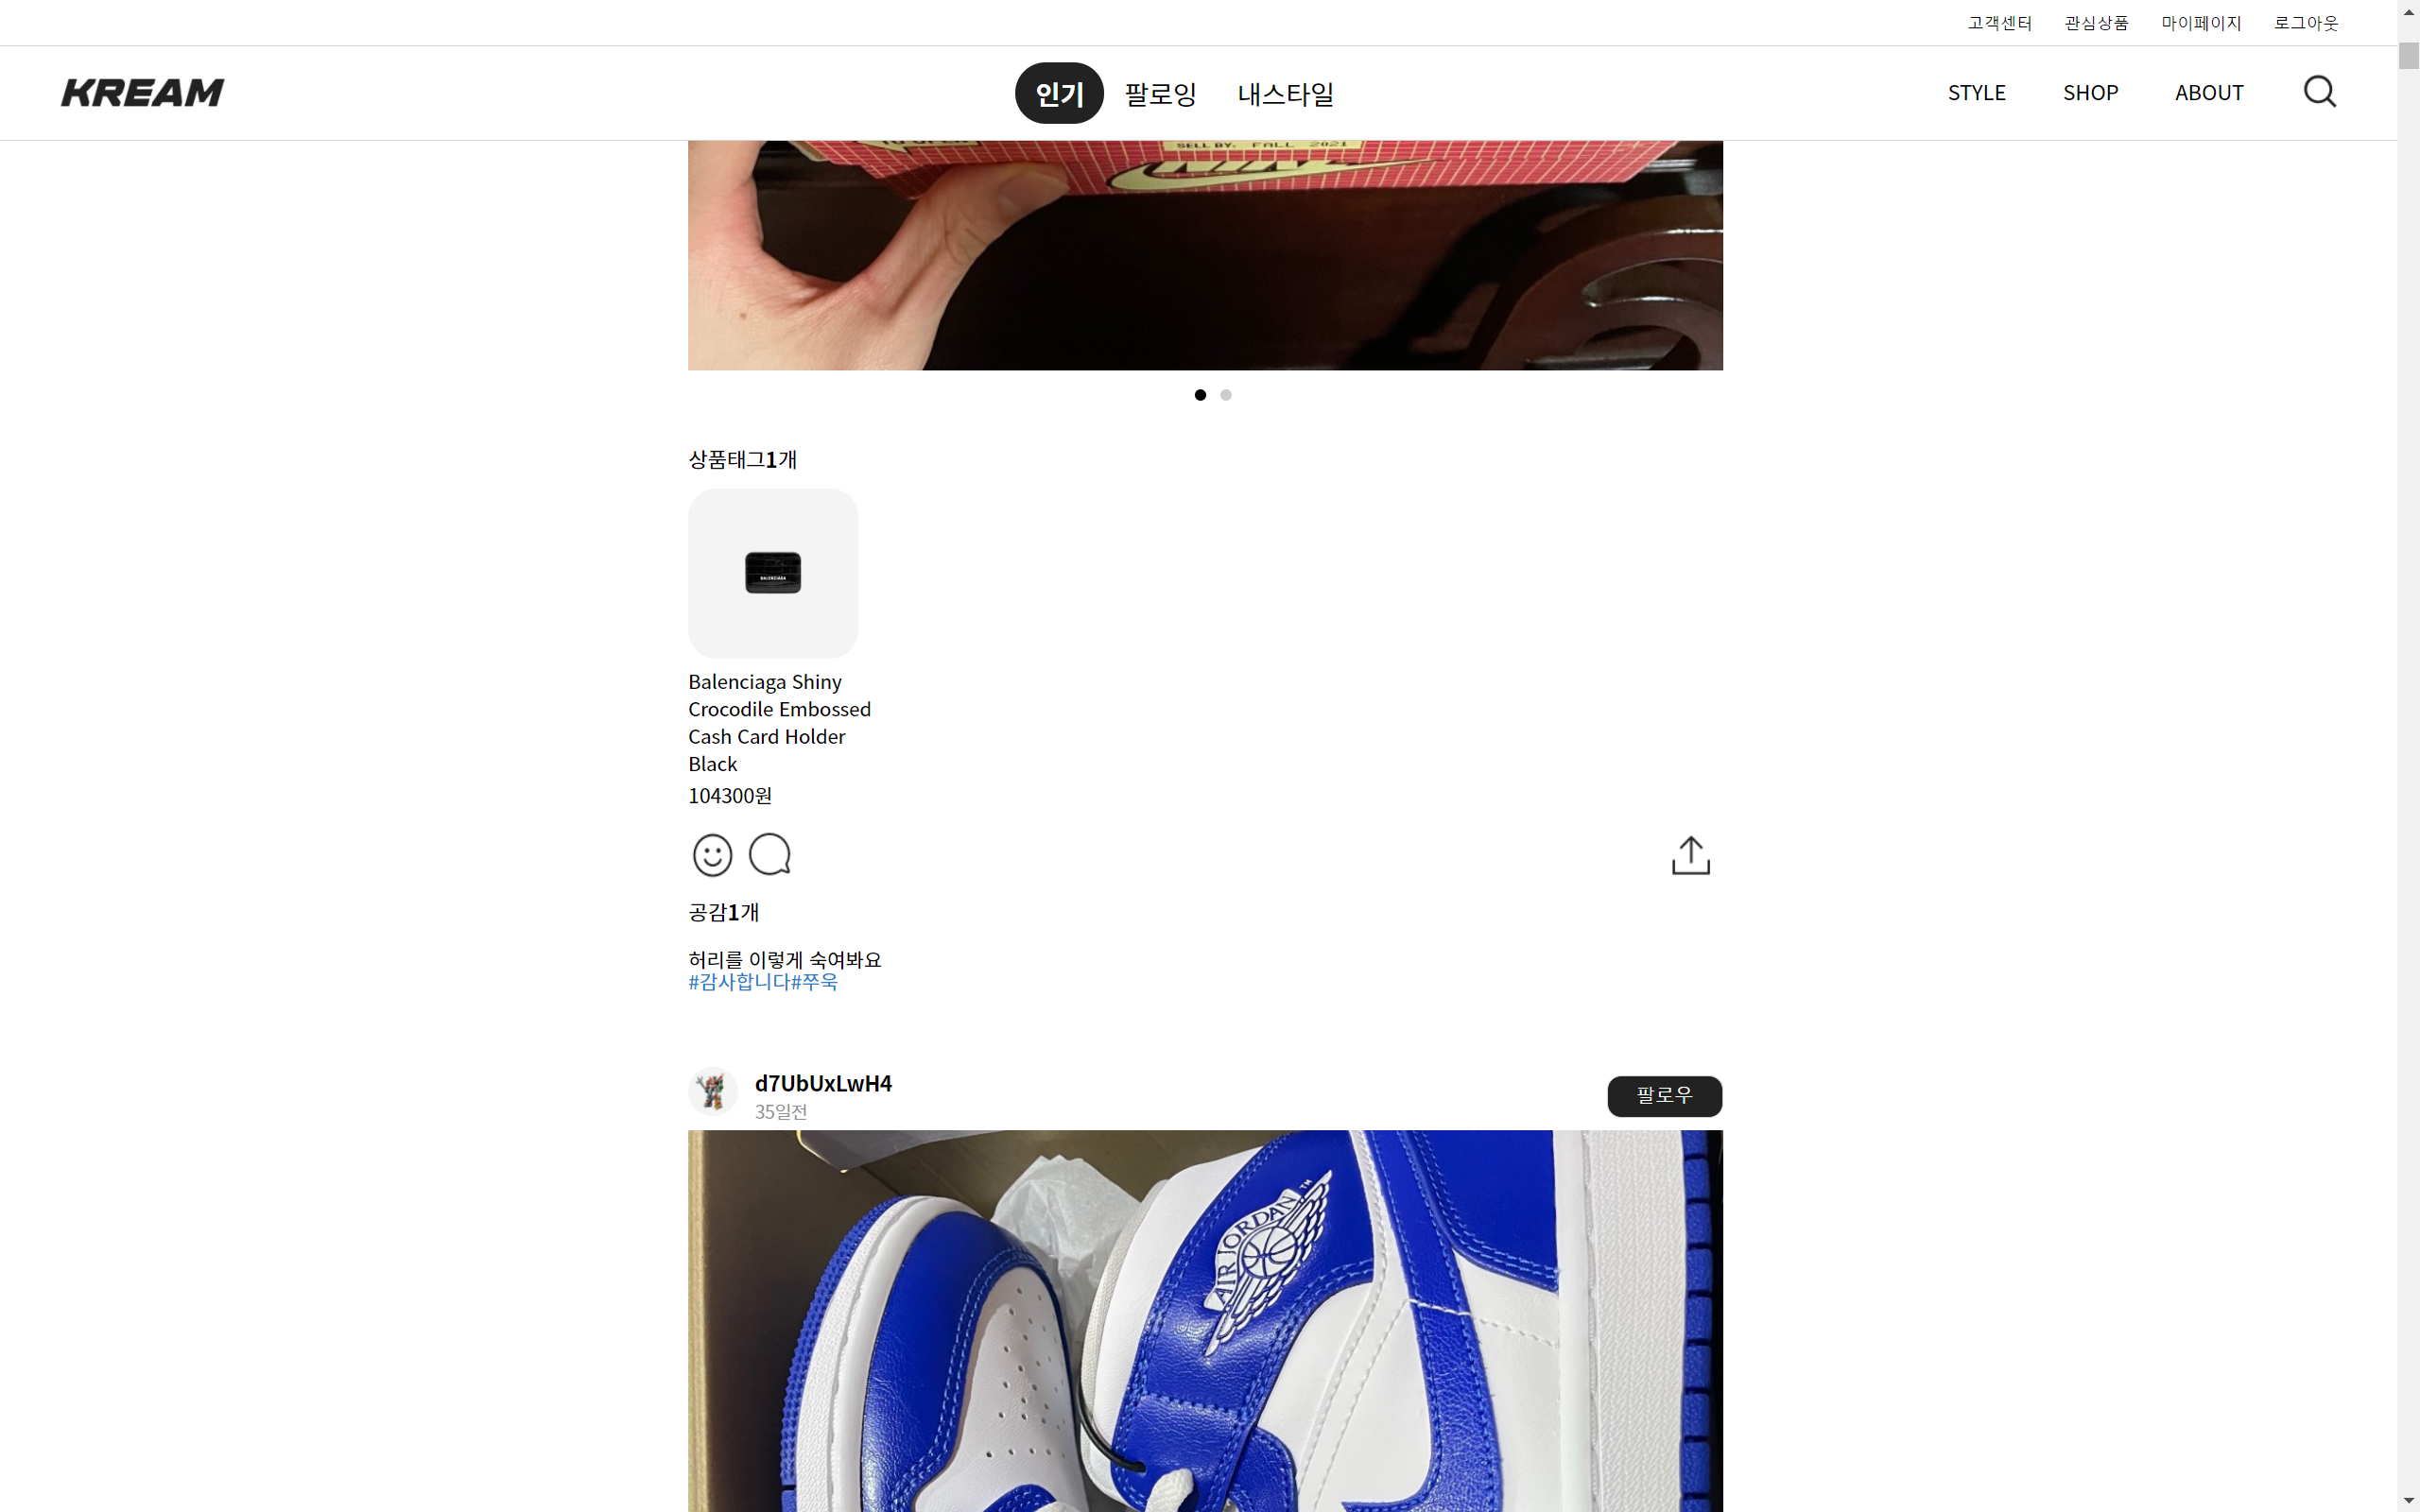 고객센터 관심상품 마이페이지 로그아웃
KREAM 인기 팔로잉 내스타일 STYLE SHOP ABOUT
TO OPEN
SELL BY. FALL 2021
NIKE
상품태그1개
BALENCIAGA
Balenciaga Shiny
Crocodile Embossed
Cash Card Holder
Black
104300원
공감1개
허리를 이렇게 숙여봐요
#감사합니다#쭈욱
d7UbUxLwH4 팔로우
35일전
AIR JORDAN TM